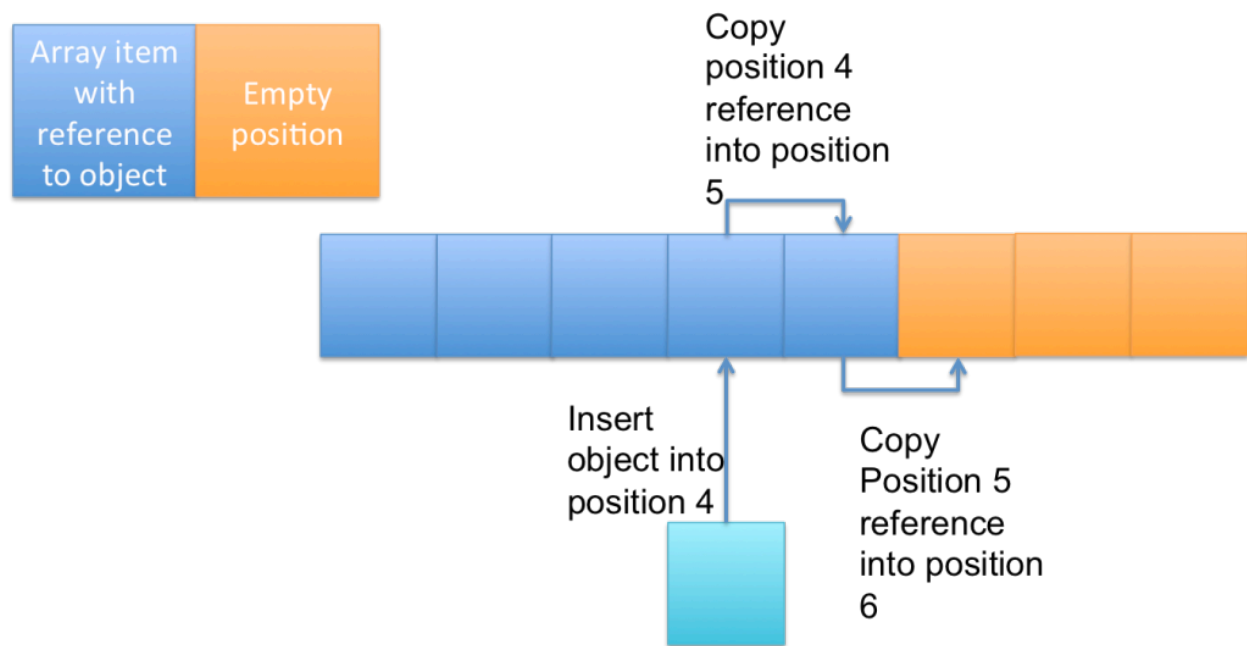 Array item
with
reference
to object
Empty
position
Copy
position 4
reference
into position
5
Insert
object into
position 4
Copy
Position 5
reference
into position
6